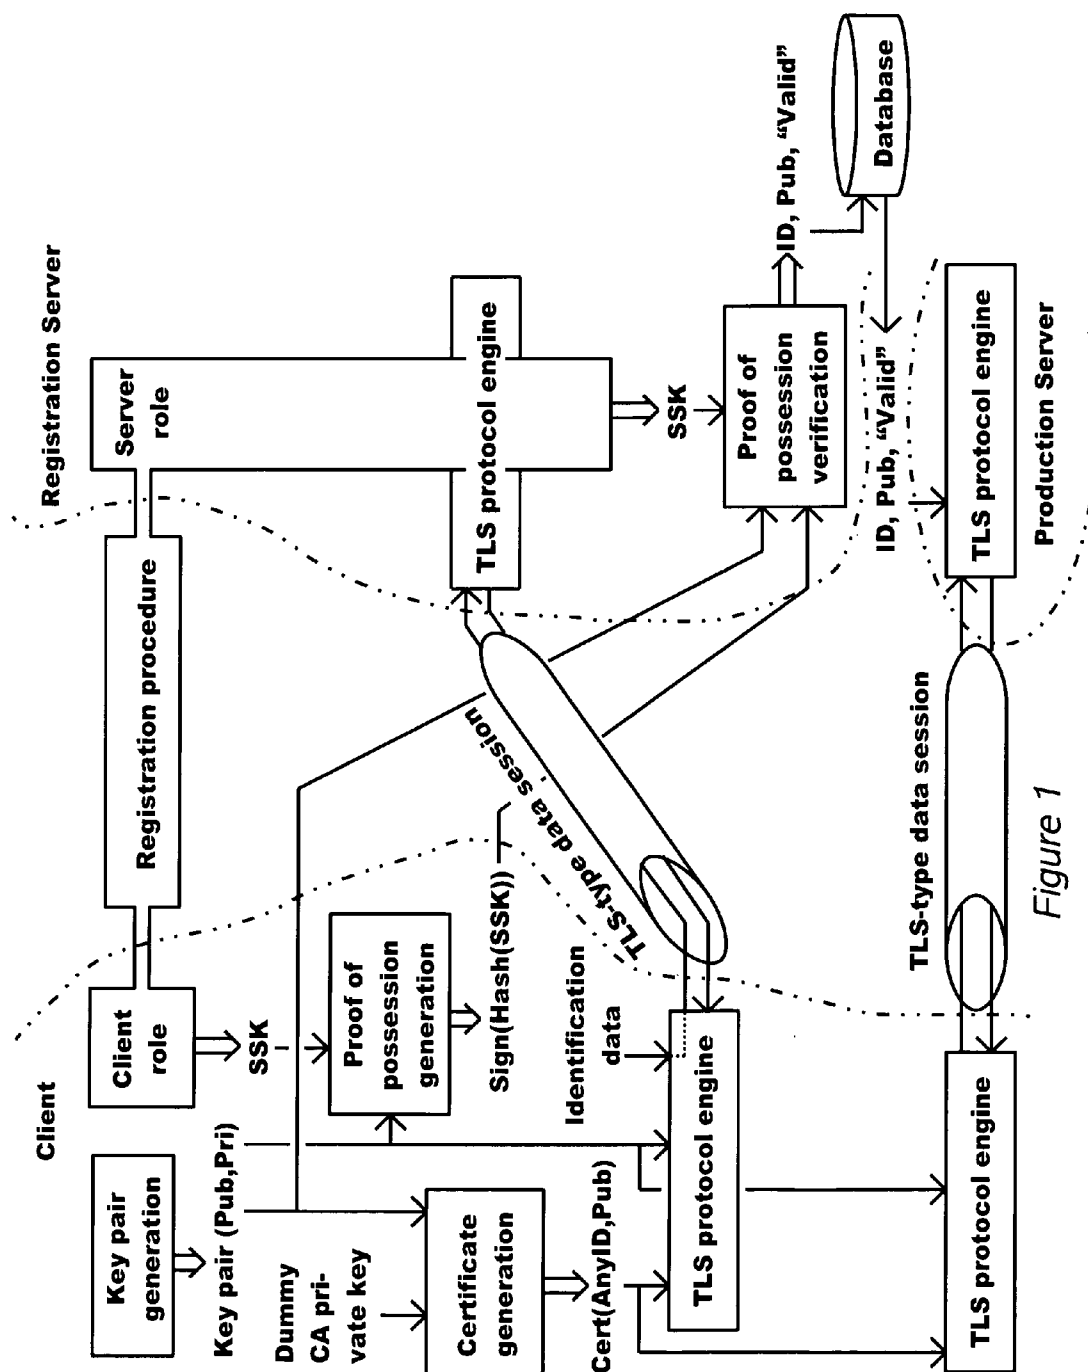 Client
Registration Server
Key pair
generation
Client
role
Registration procedure
Server
role
Key pair (Pub,Pri)
SSK
Dummy
CA pri-
vate key
Proof of
possession
generation
Certificate
generation
Sign(Hash(SSK))
TLS-type data session
TLS protocol engine
Cert(AnyID,Pub)
Identification
data
SSK
TLS protocol engine
Proof of
possession
verification
ID, Pub, “Valid”
Database
ID, Pub, “Valid”
TLS-type data session
TLS protocol engine
TLS protocol engine
Production Server
Figure 1